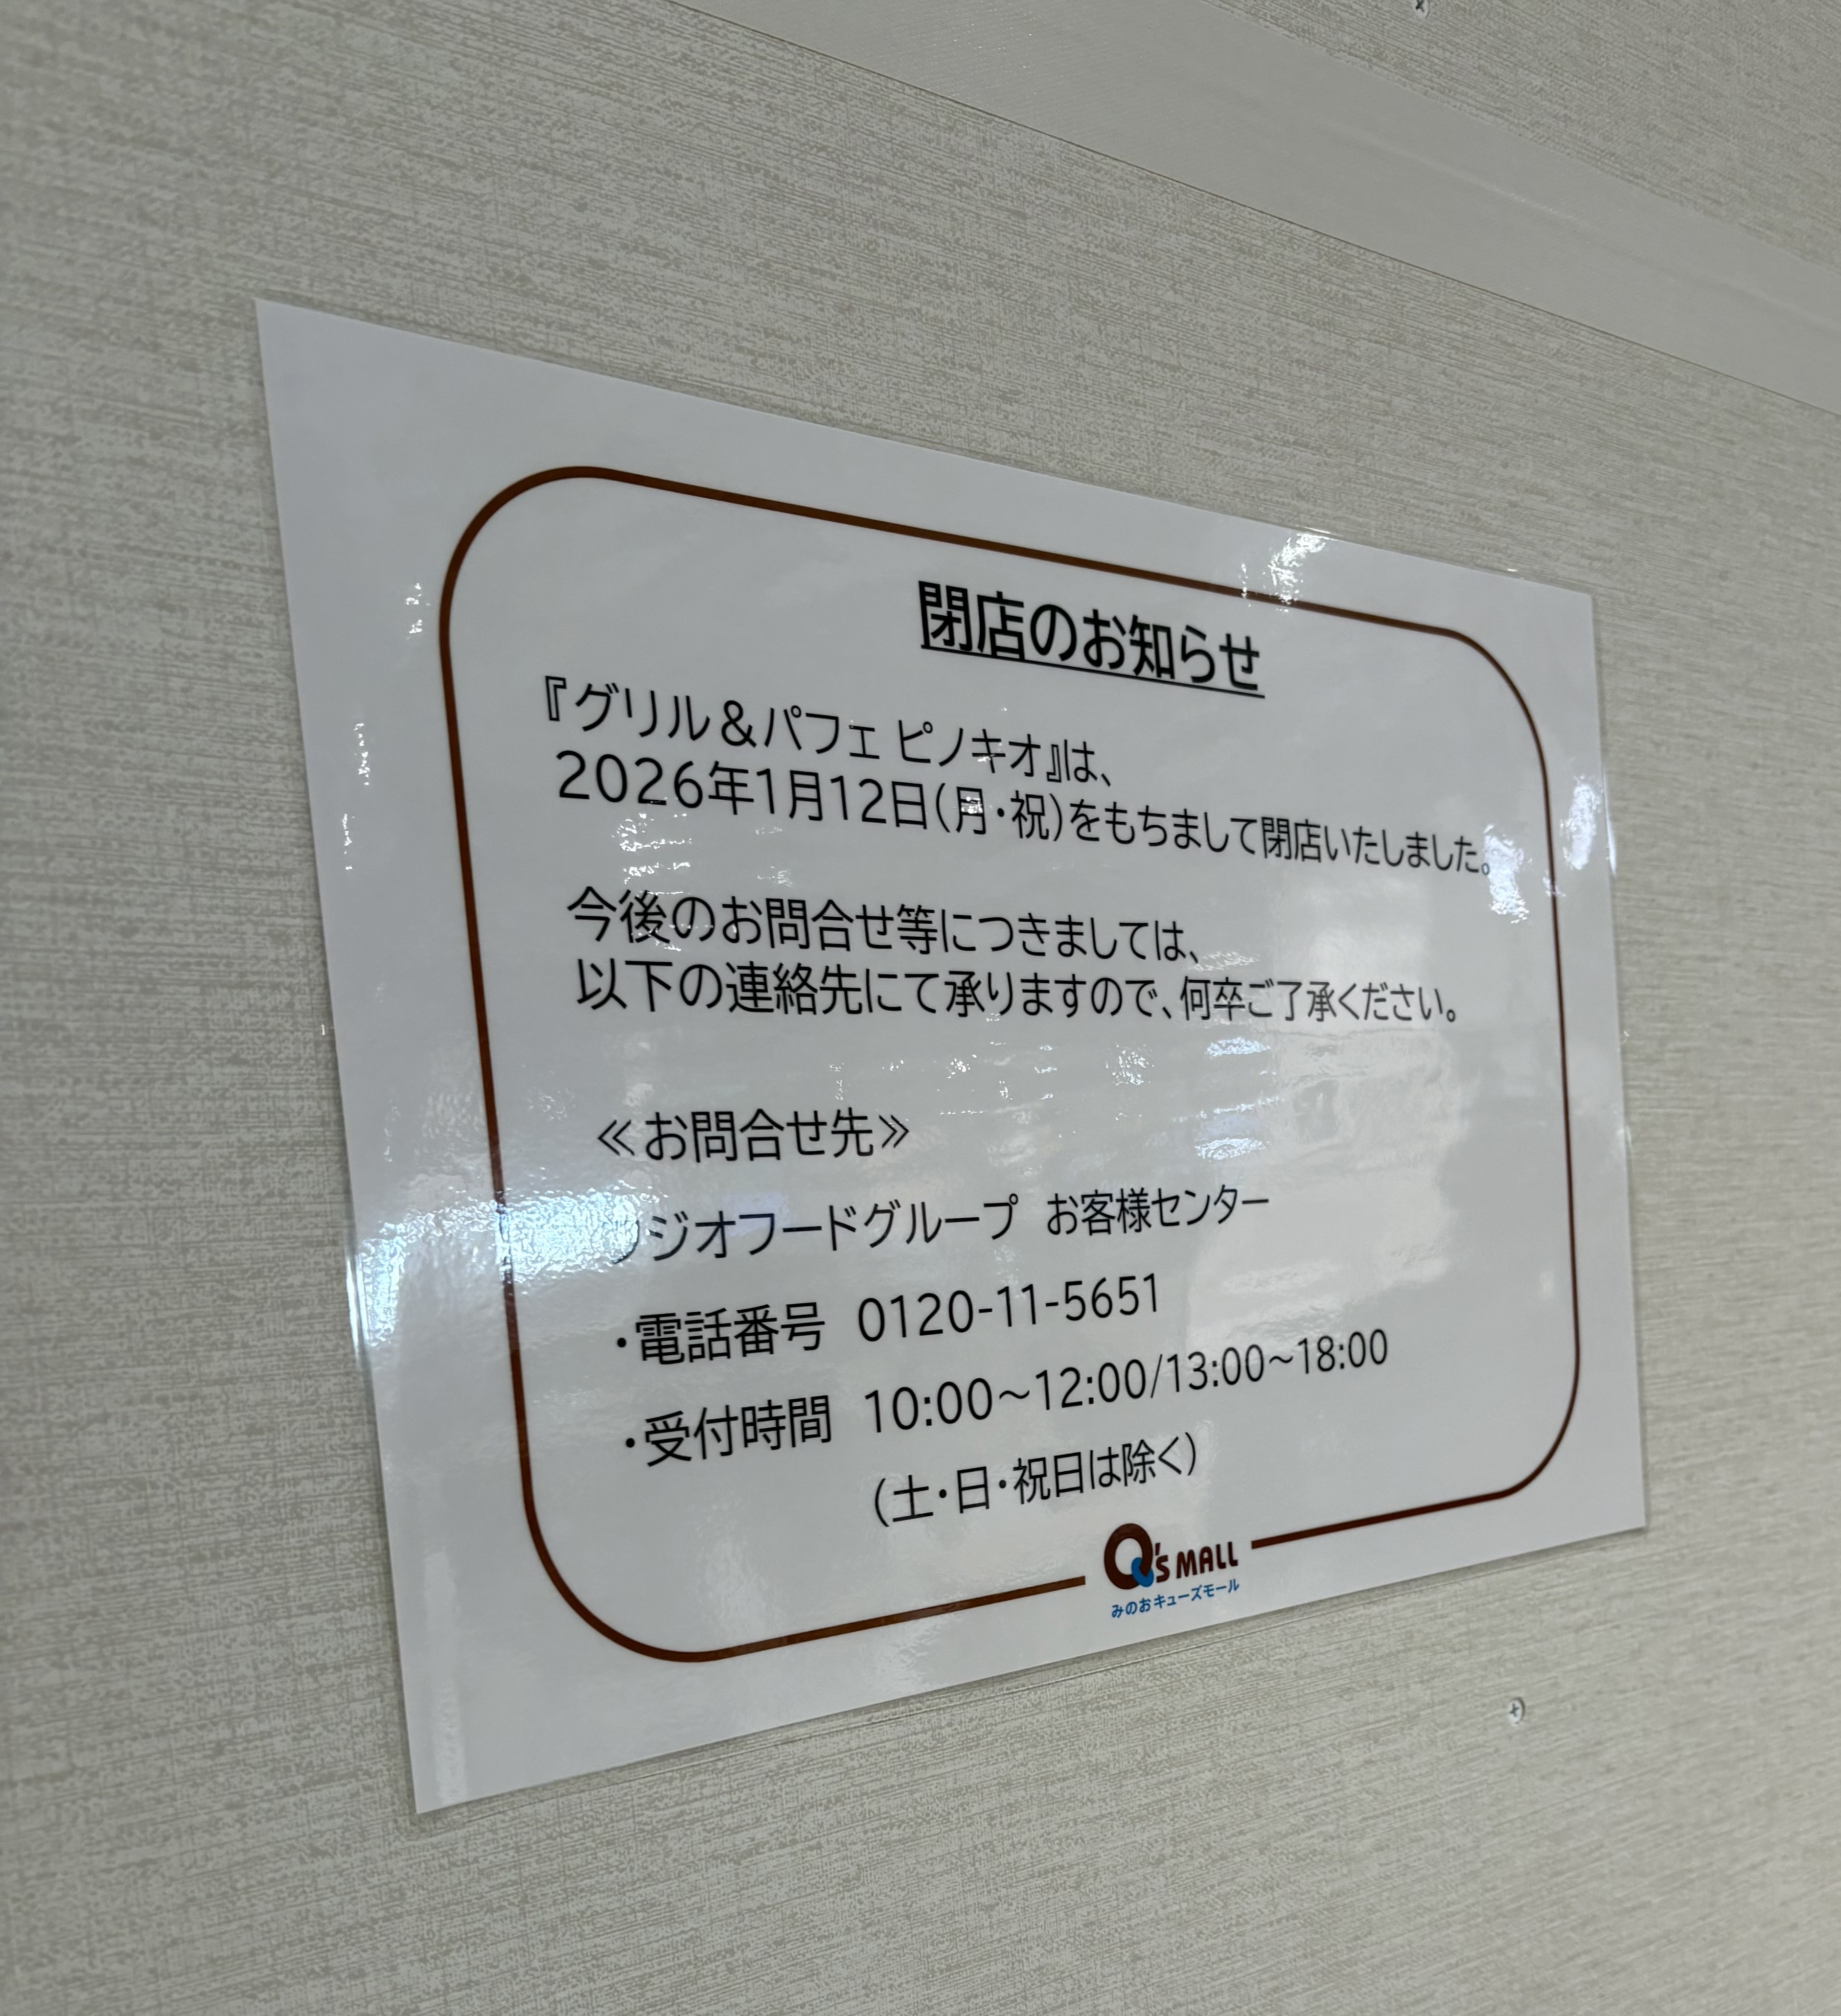 閉店のお知らせ
『グリル＆パフェ ピノキオ』は、
2026年1月12日(月・祝)をもちまして閉店いたしました。
今後のお問合せ等につきましては、
以下の連絡先にて承りますので、何卒ご了承ください。
≪お問合せ先≫
フジオフードグループ お客様センター
・電話番号 0120-11-5651
・受付時間 10:00～12:00/13:00～18:00
(土・日・祝日は除く)
Q's MALL
みのおキューズモール